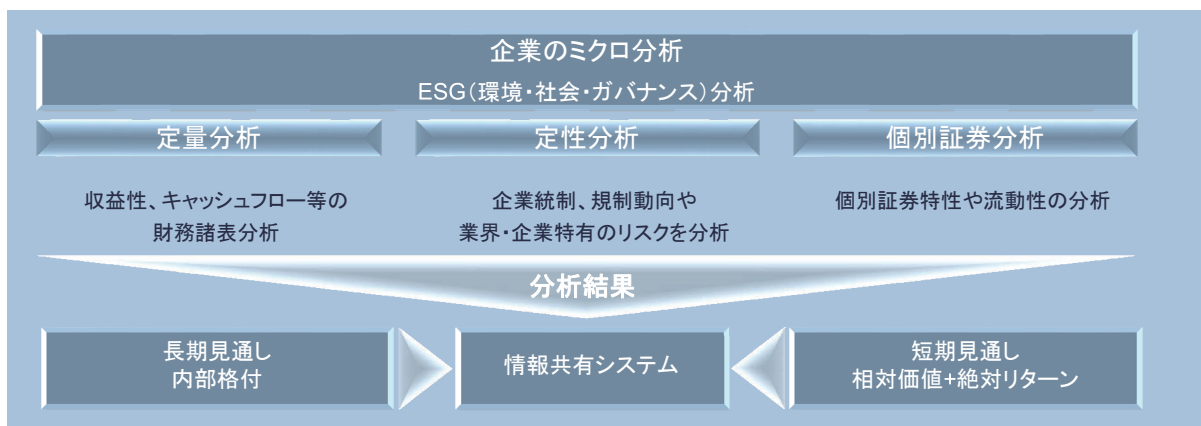 企業のミクロ分析
ESG（環境・社会・ガバナンス）分析
定量分析
定性分析
個別証券分析
収益性、キャッシュフロー等の
財務諸表分析
企業統制、規制動向や
業界・企業特有のリスクを分析
個別証券特性や流動性の分析
分析結果
長期見通し
内部格付
情報共有システム
短期見通し
相対価値+絶対リターン